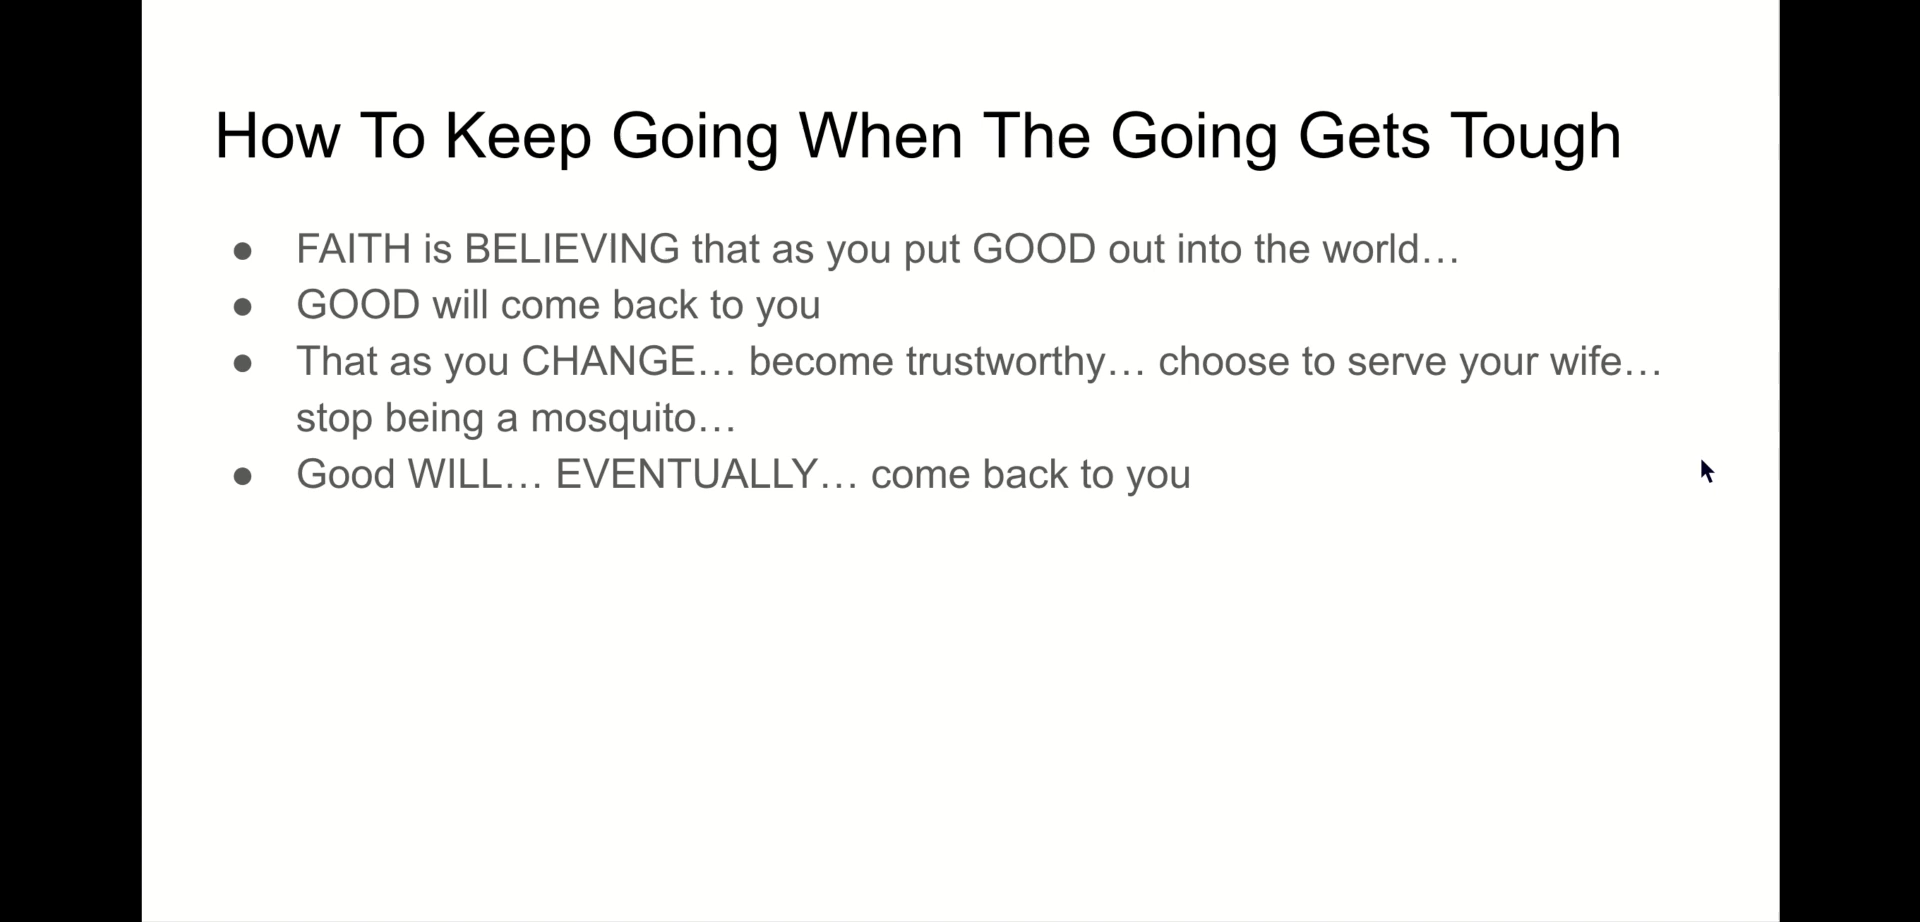 How To Keep Going When The Going Gets Tough
● FAITH is BELIEVING that as you put GOOD out into the world…
● GOOD will come back to you
● That as you CHANGE… become trustworthy… choose to serve your wife…
stop being a mosquito…
● Good WILL… EVENTUALLY… come back to you